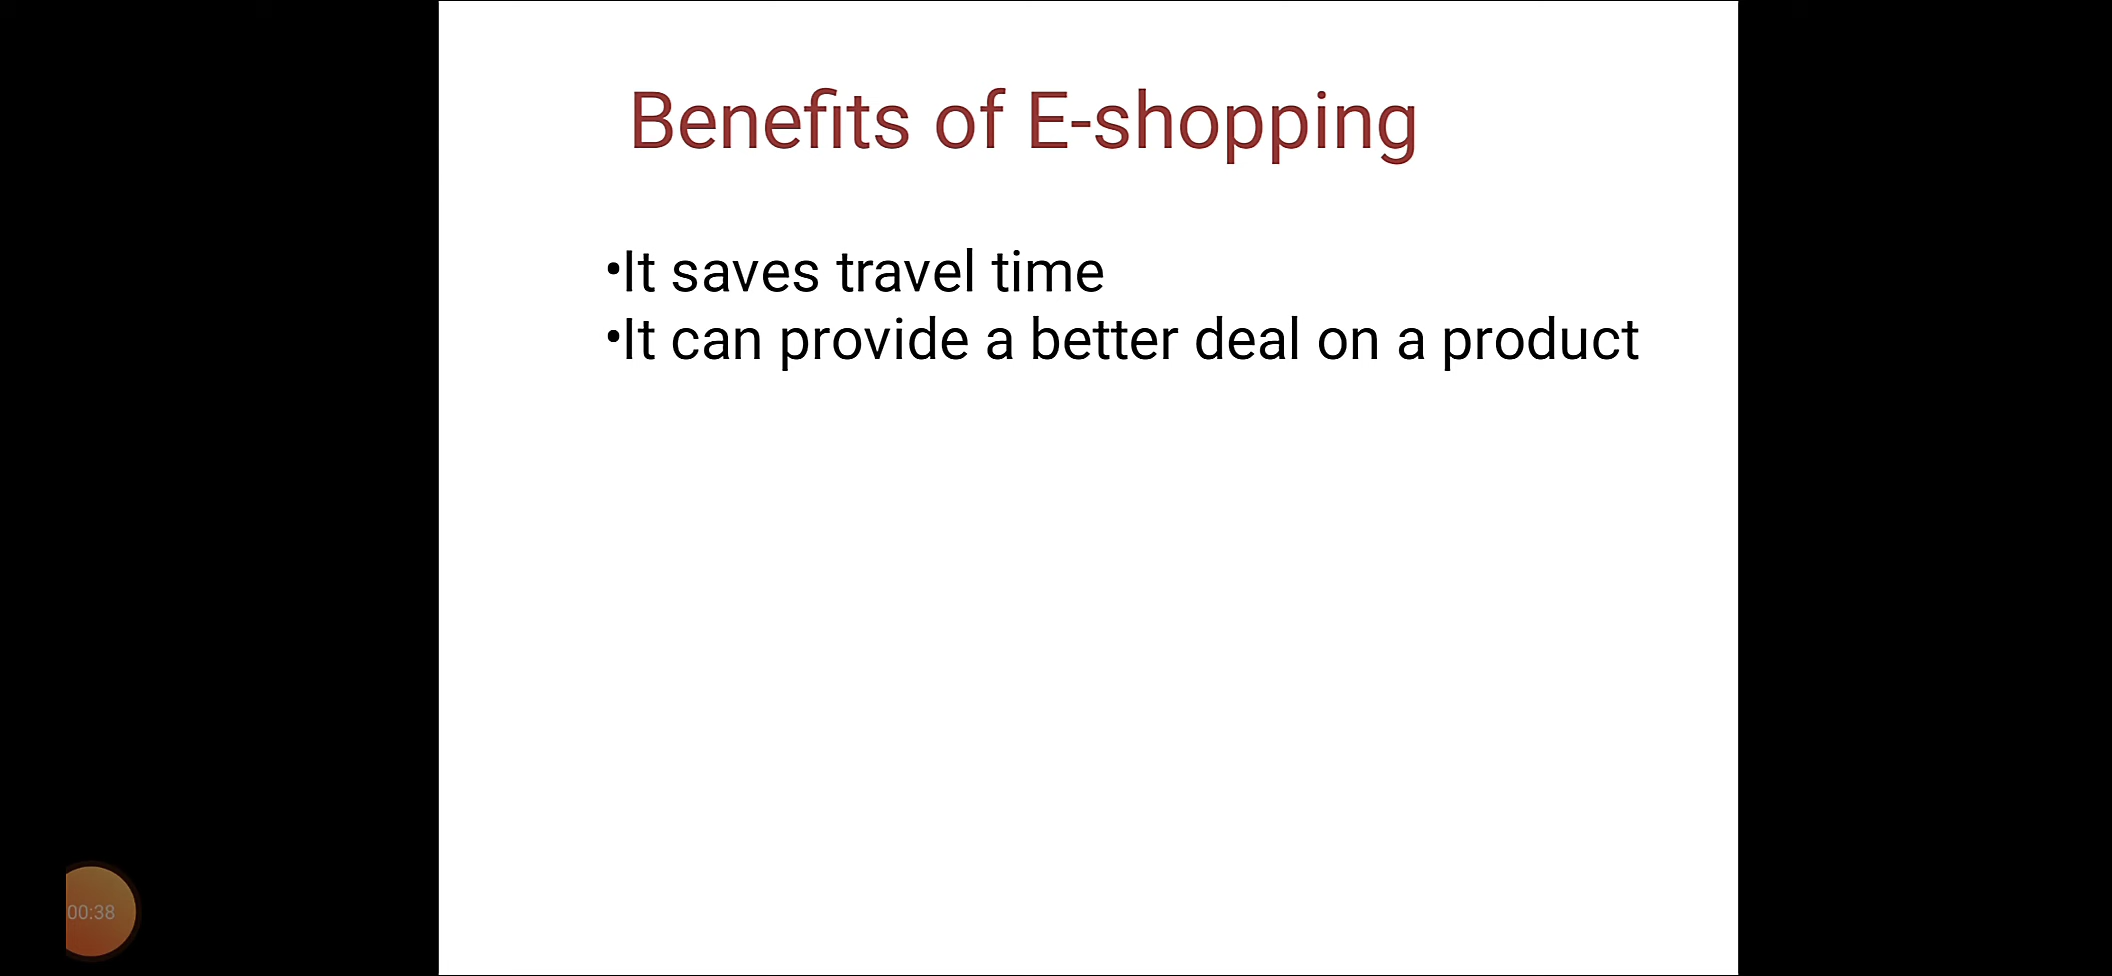 Benefits of E-shopping
•It saves travel time
•It can provide a better deal on a product
00:38